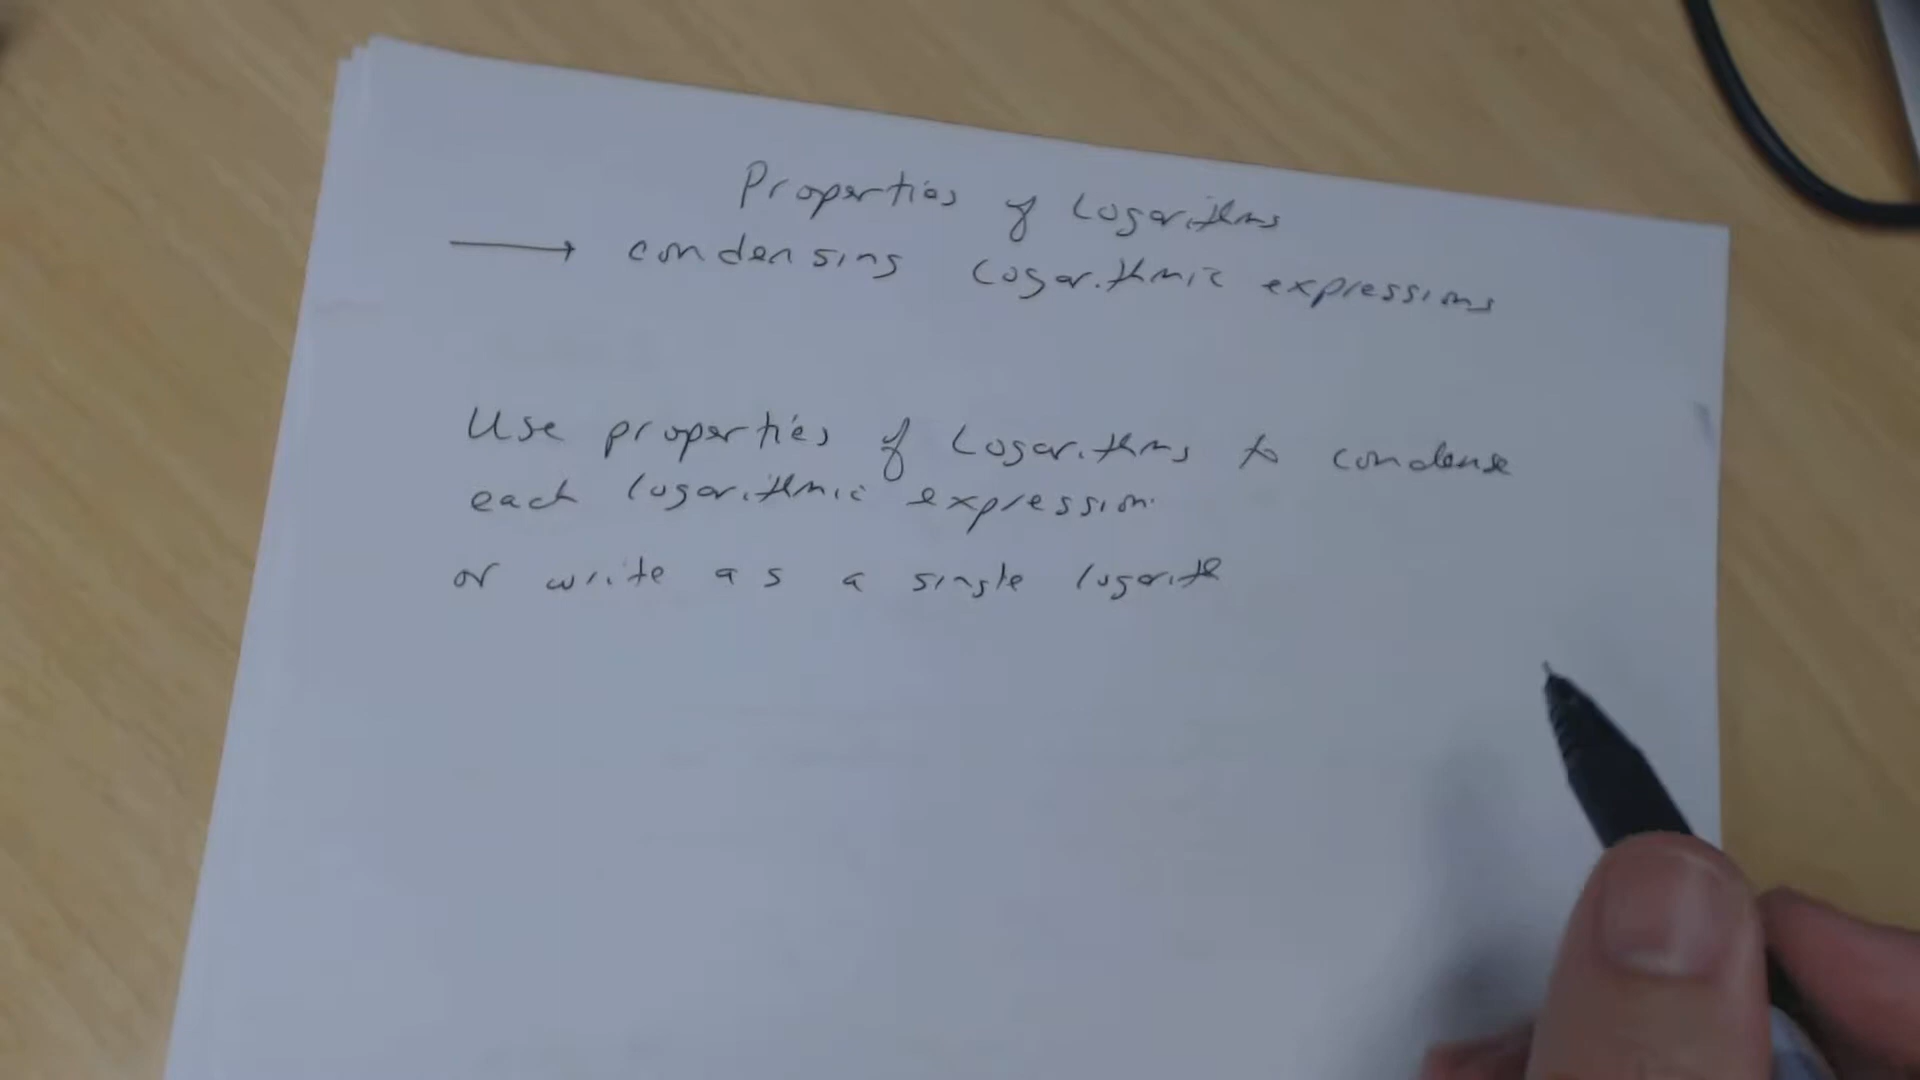 Properties of Logarithms
→ condensing Logarithmic expressions
Use properties of Logarithms to condense
each logarithmic expression.
or write as a single logarith